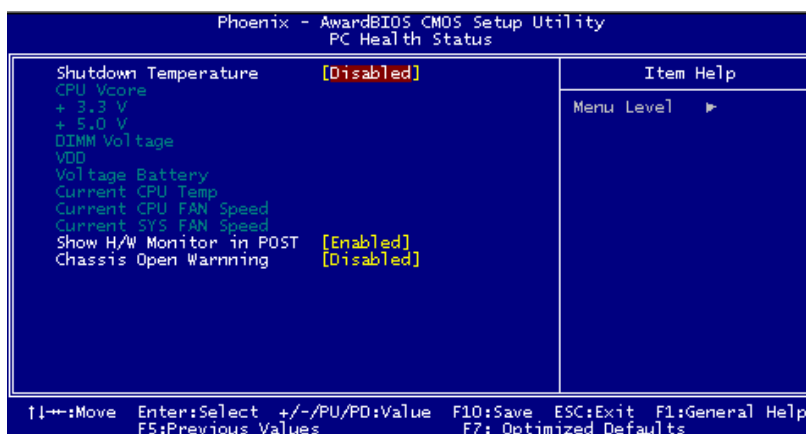 Phoenix - AwardBIOS CMOS Setup Utility
PC Health Status
Shutdown Temperature [Disabled]
CPU Vcore
+ 3.3 V
+ 5.0 V
DIMM Voltage
VDD
Voltage Battery
Current CPU Temp
Current CPU FAN Speed
Current SYS FAN Speed
Show H/W Monitor in POST [Enabled]
Chassis Open Warnning [Disabled]
Item Help
Menu Level ►
↑↓→←:Move Enter:Select +/-/PU/PD:Value F10:Save ESC:Exit F1:General Help
F5:Previous Values F7: Optimized Defaults